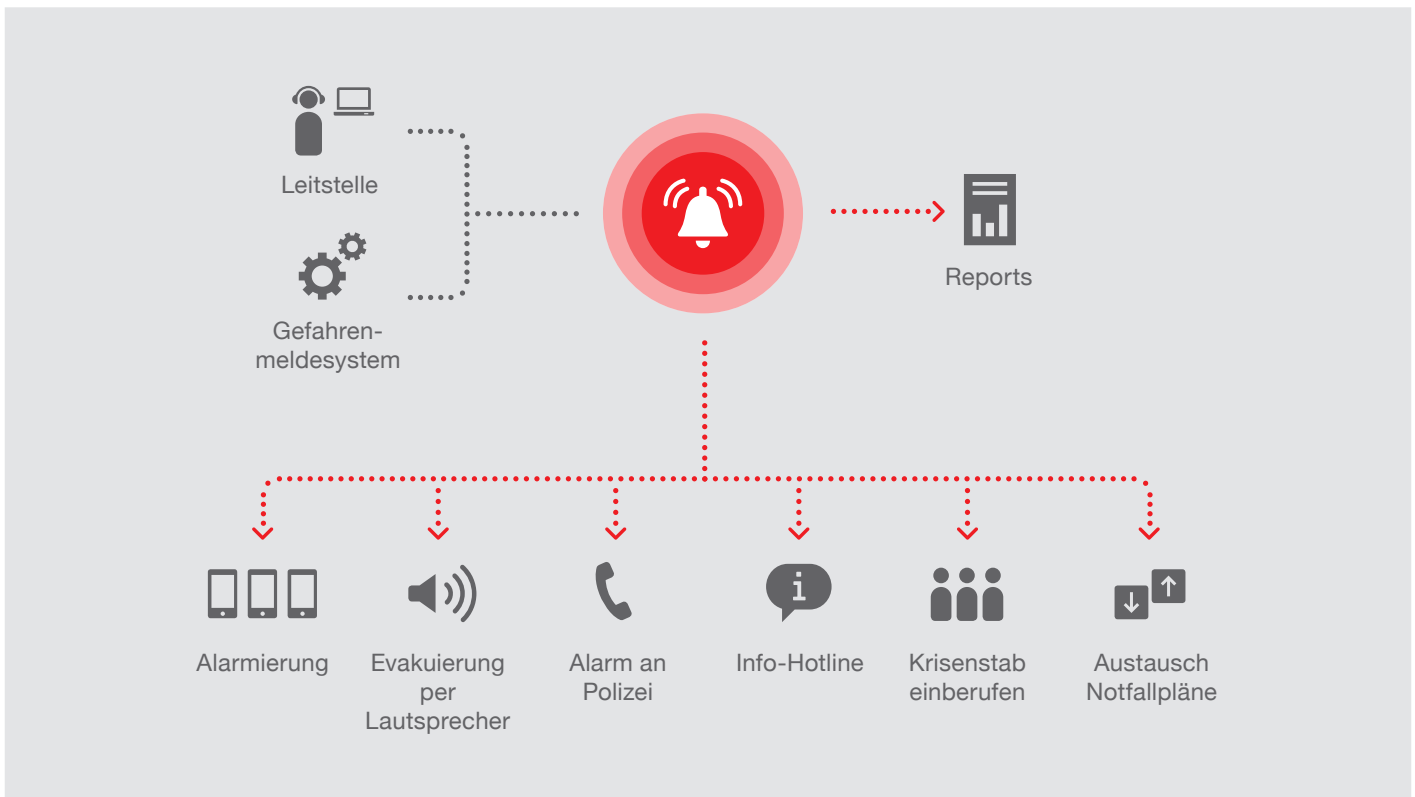 Leitstelle
Gefahren-
meldesystem
Reports
Alarmierung
Evakuierung
per
Lautsprecher
Alarm an
Polizei
i
Info-Hotline
Krisenstab
einberufen
Austausch
Notfallpläne